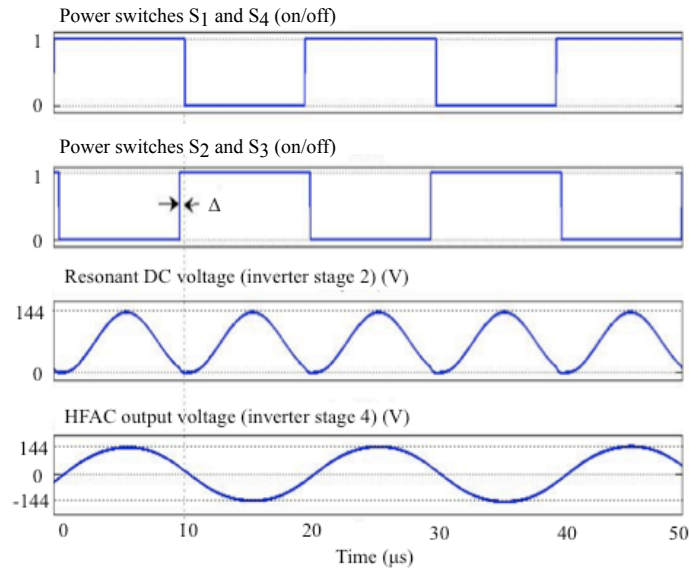 Power switches S1 and S4 (on/off)
1
0
Power switches S2 and S3 (on/off)
1
Δ
0
Resonant DC voltage (inverter stage 2) (V)
144
0
HFAC output voltage (inverter stage 4) (V)
144
0
-144
0 10 20 30 40 50
Time (μs)